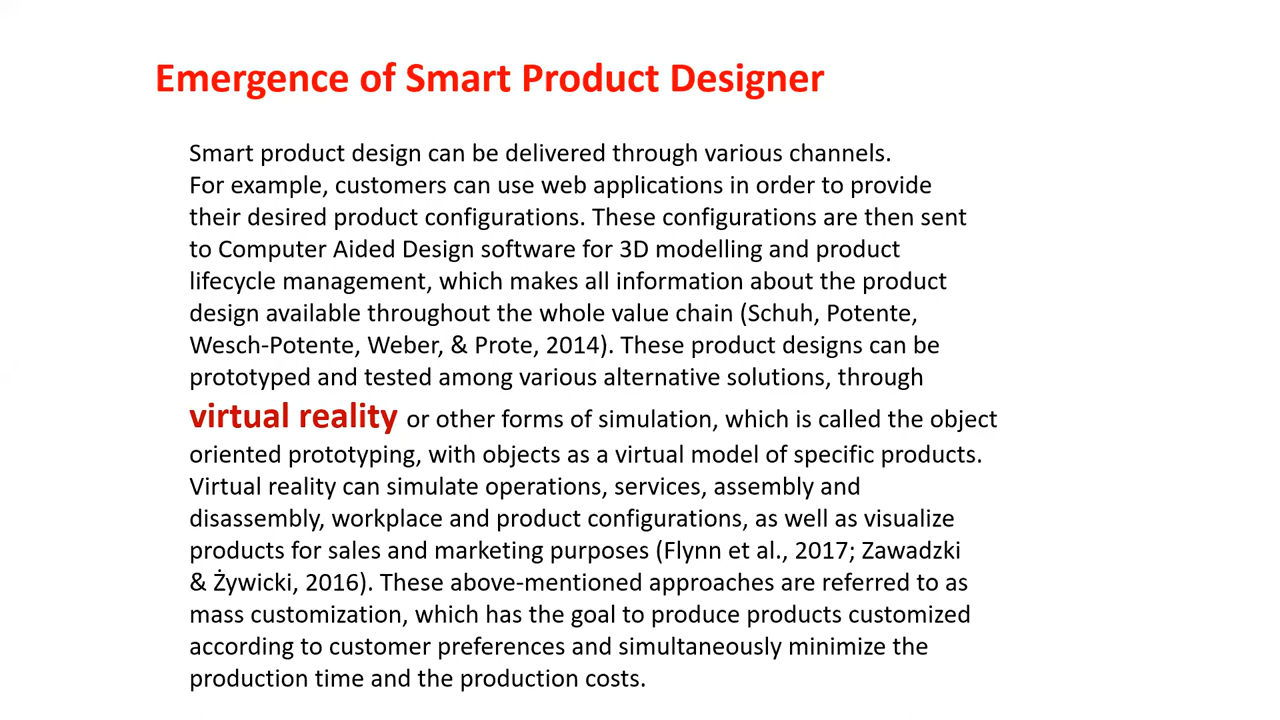 Emergence of Smart Product Designer
Smart product design can be delivered through various channels.
For example, customers can use web applications in order to provide
their desired product configurations. These configurations are then sent
to Computer Aided Design software for 3D modelling and product
lifecycle management, which makes all information about the product
design available throughout the whole value chain (Schuh, Potente,
Wesch-Potente, Weber, & Prote, 2014). These product designs can be
prototyped and tested among various alternative solutions, through
virtual reality or other forms of simulation, which is called the object
oriented prototyping, with objects as a virtual model of specific products.
Virtual reality can simulate operations, services, assembly and
disassembly, workplace and product configurations, as well as visualize
products for sales and marketing purposes (Flynn et al., 2017; Zawadzki
& Żywicki, 2016). These above-mentioned approaches are referred to as
mass customization, which has the goal to produce products customized
according to customer preferences and simultaneously minimize the
production time and the production costs.